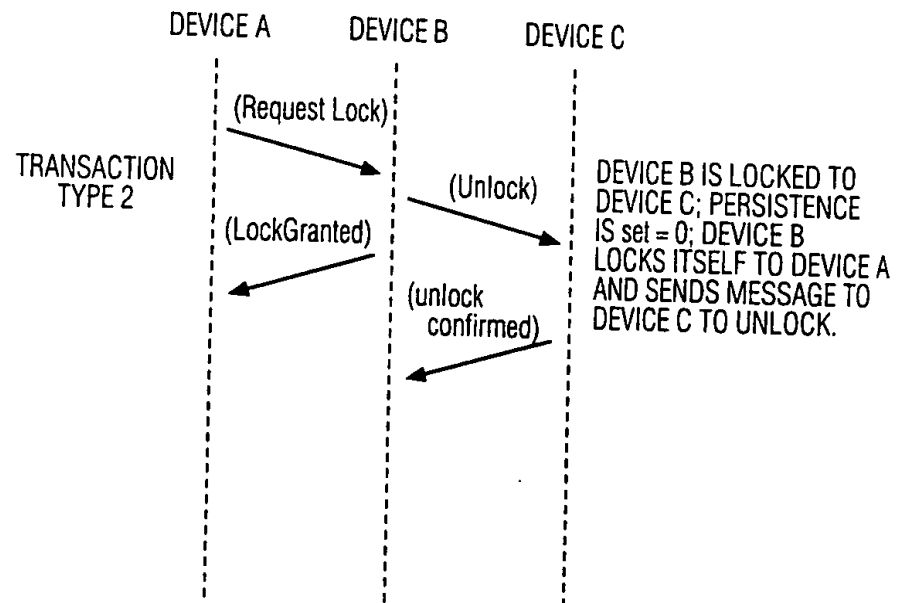 DEVICE A
DEVICE B
DEVICE C
(Request Lock)
TRANSACTION
TYPE 2
(Unlock)
(LockGranted)
(unlock
confirmed)
DEVICE B IS LOCKED TO
DEVICE C; PERSISTENCE
IS set = 0; DEVICE B
LOCKS ITSELF TO DEVICE A
AND SENDS MESSAGE TO
DEVICE C TO UNLOCK.